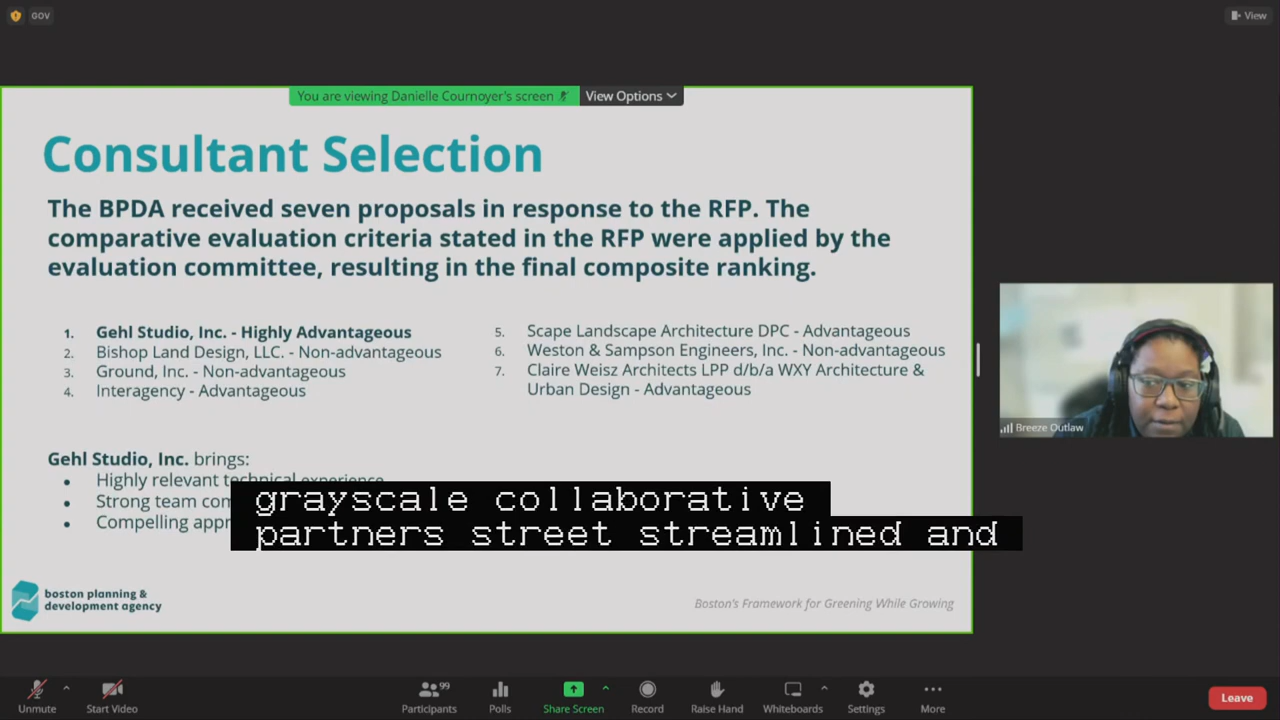 GOV
View
You are viewing Danielle Cournoyer's screen
View Options
Consultant Selection
The BPDA received seven proposals in response to the RFP. The
comparative evaluation criteria stated in the RFP were applied by the
evaluation committee, resulting in the final composite ranking.
1. Gehl Studio, Inc. - Highly Advantageous
2. Bishop Land Design, LLC. - Non-advantageous
3. Ground, Inc. - Non-advantageous
4. Interagency - Advantageous
5. Scape Landscape Architecture DPC - Advantageous
6. Weston & Sampson Engineers, Inc. - Non-advantageous
7. Claire Weisz Architects LPP d/b/a WXY Architecture &
Urban Design - Advantageous
Gehl Studio, Inc. brings:
• Highly relevant technical experience
• Strong team
• Compelling
grayscale collaborative
partners street streamlined and
boston planning &
development agency
Boston's Framework for Greening While Growing
Breeze Outlaw
Unmute
Start Video
Participants
99
Polls
Share Screen
Record
Raise Hand
Whiteboards
Settings
More
Leave